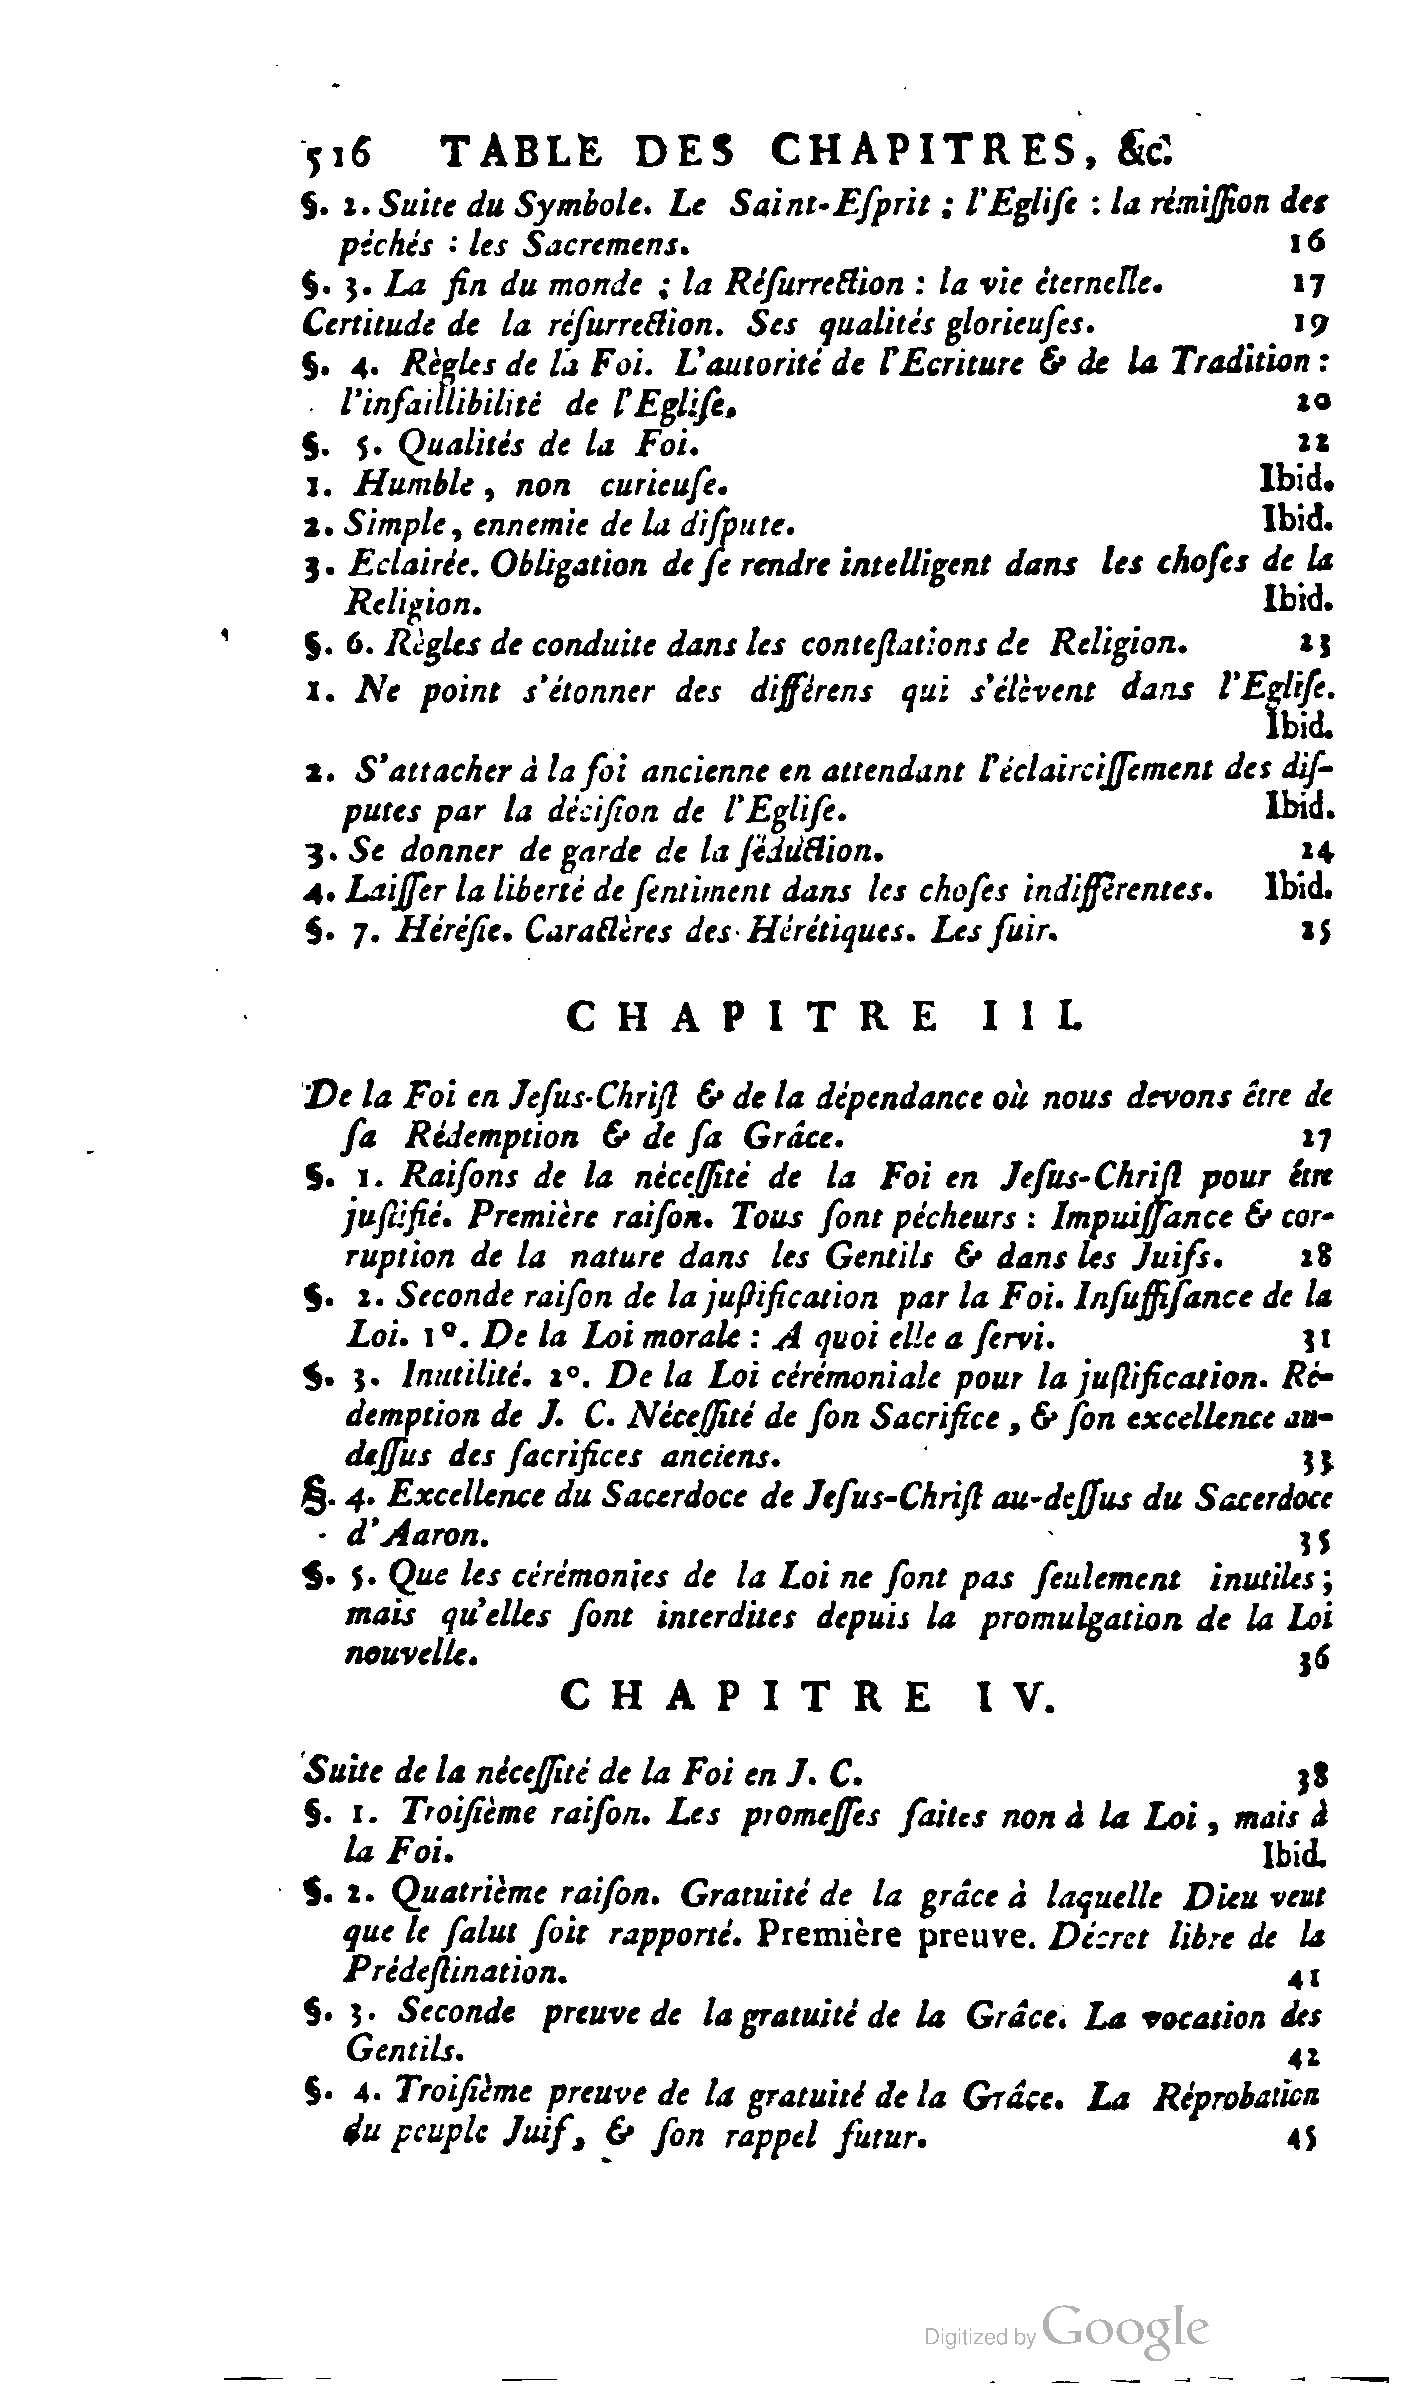 516 TABLE DES CHAPITRES, &c.
§. 2. Suite du Symbole. Le Saint-Eſprit ; l'Egliſe : la rémiſſion des
péchés : les Sacremens. 16
§. 3. La fin du monde ; la Réſurrection : la vie éternelle. 17
Certitude de la réſurrection. Ses qualités glorieuſes. 19
§. 4. Règles de la Foi. L'autorité de l'Ecriture & de la Tradition :
l'infaillibilité de l'Egliſe. 20
§. 5. Qualités de la Foi. 22
1. Humble, non curieuſe. Ibid.
2. Simple, ennemie de la diſpute. Ibid.
3. Eclairée. Obligation de ſe rendre intelligent dans les choſes de la
Religion. Ibid.
§. 6. Règles de conduite dans les conteſtations de Religion. 23
1. Ne point s'étonner des différens qui s'élèvent dans l'Egliſe.
Ibid.
2. S'attacher à la foi ancienne en attendant l'éclairciſſement des diſ-
putes par la déciſion de l'Egliſe. Ibid.
3. Se donner de garde de la ſéduction. 24
4. Laiſſer la liberté de ſentiment dans les choſes indifférentes. Ibid.
§. 7. Héréſie. Caractères des Hérétiques. Les fuir. 25
CHAPITRE III.
De la Foi en Jeſus-Chriſt & de la dépendance où nous devons être de
ſa Rédemption & de ſa Grâce. 27
§. 1. Raiſons de la néceſſité de la Foi en Jeſus-Chriſt pour être
juſtifié. Première raiſon. Tous ſont pécheurs : Impuiſſance & cor-
ruption de la nature dans les Gentils & dans les Juifs. 28
§. 2. Seconde raiſon de la juſtification par la Foi. Inſuffiſance de la
Loi. 1º. De la Loi morale : A quoi elle a ſervi. 31
§. 3. Inutilité. 2º. De la Loi cérémoniale pour la juſtification. Ré-
demption de J. C. Néceſſité de ſon Sacrifice, & ſon excellence au-
deſſus des ſacrifices anciens. 33
§. 4. Excellence du Sacerdoce de Jeſus-Chriſt au-deſſus du Sacerdoce
d'Aaron. 35
§. 5. Que les cérémonies de la Loi ne ſont pas ſeulement inutiles ;
mais qu'elles ſont interdites depuis la promulgation de la Loi
nouvelle. 36
CHAPITRE IV.
Suite de la néceſſité de la Foi en J. C. 38
§. 1. Troiſième raiſon. Les promeſſes faites non à la Loi, mais à
la Foi. Ibid.
§. 2. Quatrième raiſon. Gratuité de la grâce à laquelle Dieu veut
que le ſalut ſoit rapporté. Première preuve. Décret libre de la
Prédeſtination. 41
§. 3. Seconde preuve de la gratuité de la Grâce. La vocation des
Gentils. 42
§. 4. Troiſième preuve de la gratuité de la Grâce. La Réprobation
du peuple Juif, & ſon rappel futur. 45
Digitized by Google